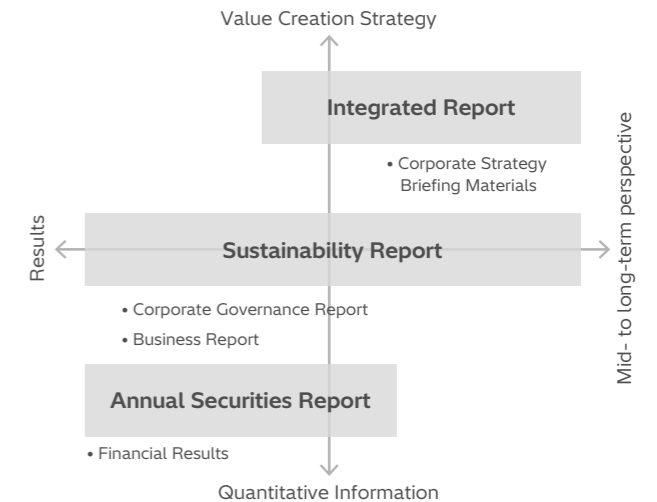 Value Creation Strategy
Integrated Report
• Corporate Strategy
Briefing Materials
Mid- to long-term perspective
Results
Sustainability Report
• Corporate Governance Report
• Business Report
Annual Securities Report
• Financial Results
Quantitative Information